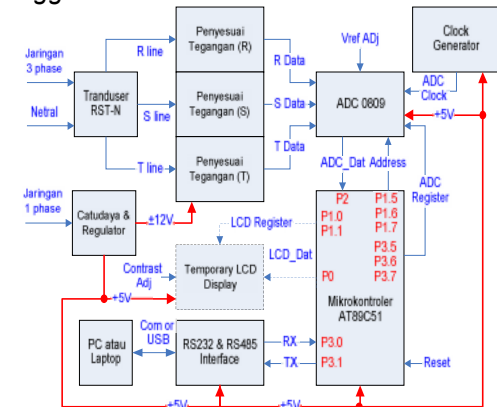 Penyesuai
Tegangan (R)
Clock
Generator
Jaringan
3 phase
R line
R Data
Vref ADj
Tranduser
RST-N
S line
Penyesuai
Tegangan (S)
S Data
ADC 0809
ADC
Clock
Netral
+5V
T line
Penyesuai
Tegangan (T)
T Data
ADC_Dat
Address
ADC
Register
Jaringan
1 phase
Catudaya &
Regulator
±12V
LCD Register
LCD_Dat
P2
P1.0
P1.1
P1.5
P1.6
P1.7
P3.5
P3.6
P3.7
P0
Contrast
Adj
Temporary LCD
Display
+5V
Mikrokontroler
AT89C51
PC atau
Laptop
Com or
USB
RS232 & RS485
Interface
RX
TX
P3.0
P3.1
Reset
+5V
+5V